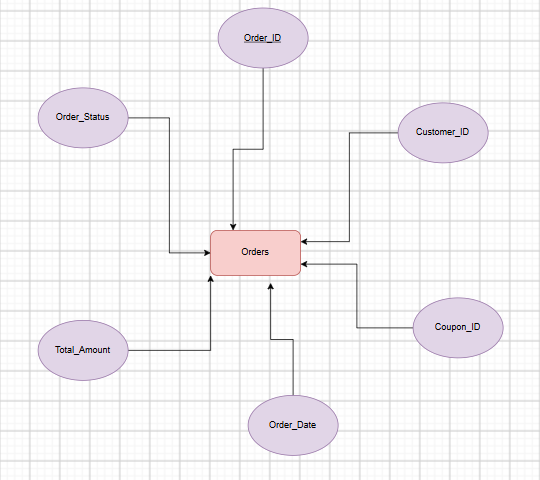 Order_ID
Order_Status
Customer_ID
Orders
Coupon_ID
Total_Amount
Order_Date